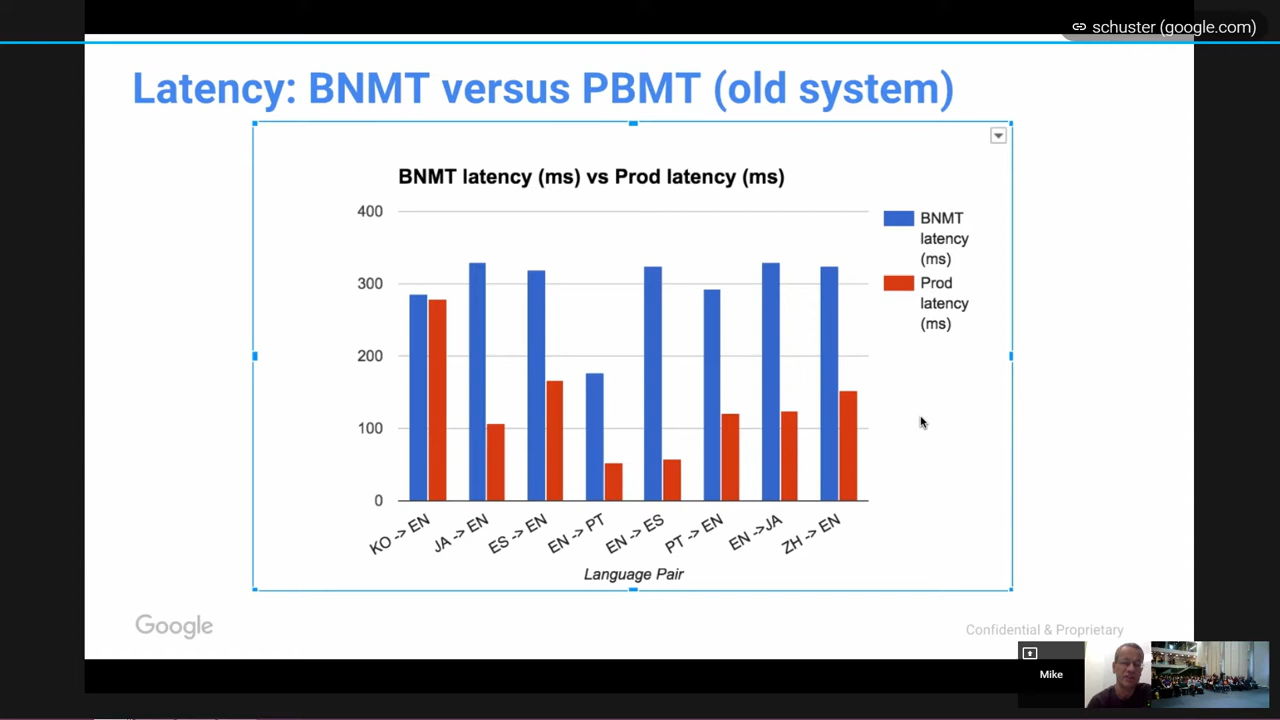 schuster (google.com)
Latency: BNMT versus PBMT (old system)
BNMT latency (ms) vs Prod latency (ms)
400
300
200
100
0
BNMT
latency
(ms)
Prod
latency
(ms)
KO -> EN
JA -> EN
ES -> EN
EN -> PT
EN -> ES
PT -> EN
EN ->JA
ZH -> EN
Language Pair
Google
Confidential & Proprietary
Mike